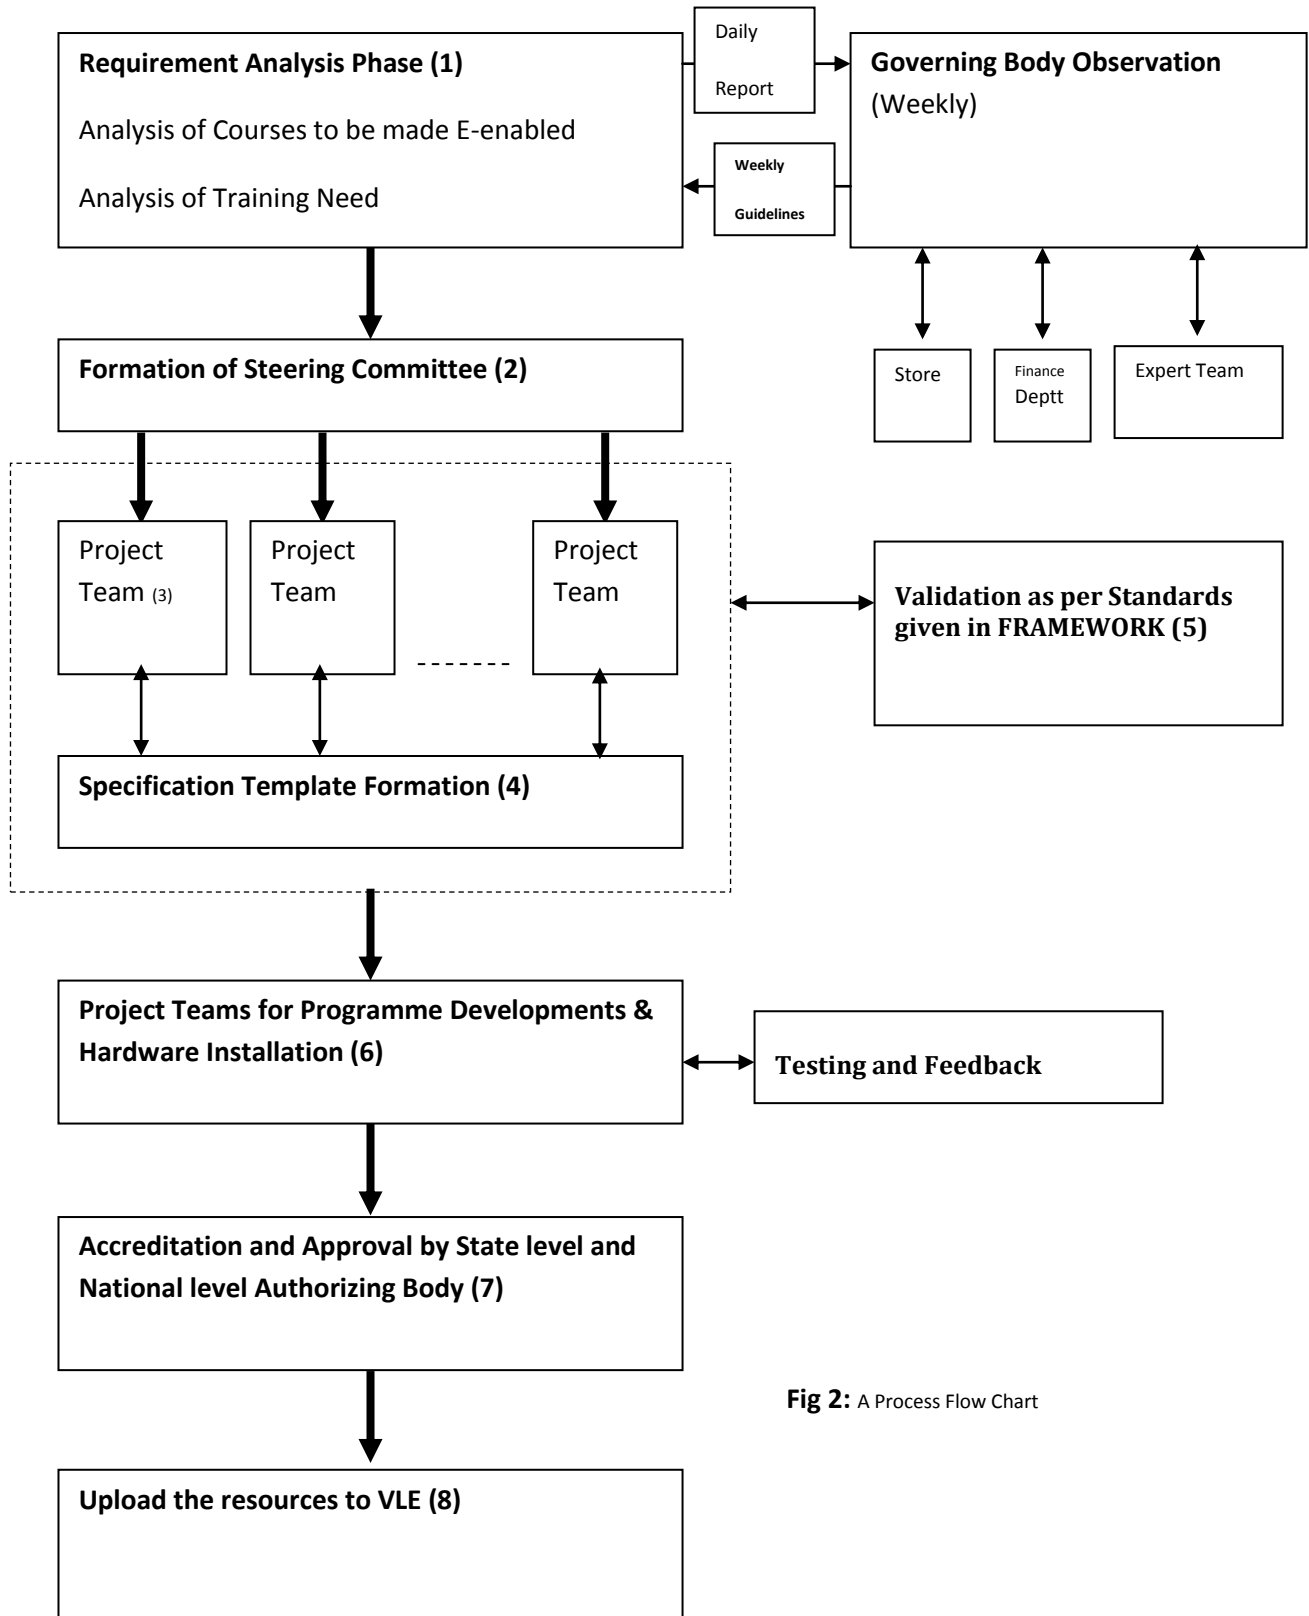 Requirement Analysis Phase (1)
Analysis of Courses to be made E-enabled
Analysis of Training Need
Daily
Report
Weekly
Guidelines
Governing Body Observation
(Weekly)
Store
Finance
Deptt
Expert Team
Formation of Steering Committee (2)
Project
Team (3)
Project
Team
Project
Team
Validation as per Standards
given in FRAMEWORK (5)
Specification Template Formation (4)
Project Teams for Programme Developments &
Hardware Installation (6)
Testing and Feedback
Accreditation and Approval by State level and
National level Authorizing Body (7)
Fig 2: A Process Flow Chart
Upload the resources to VLE (8)